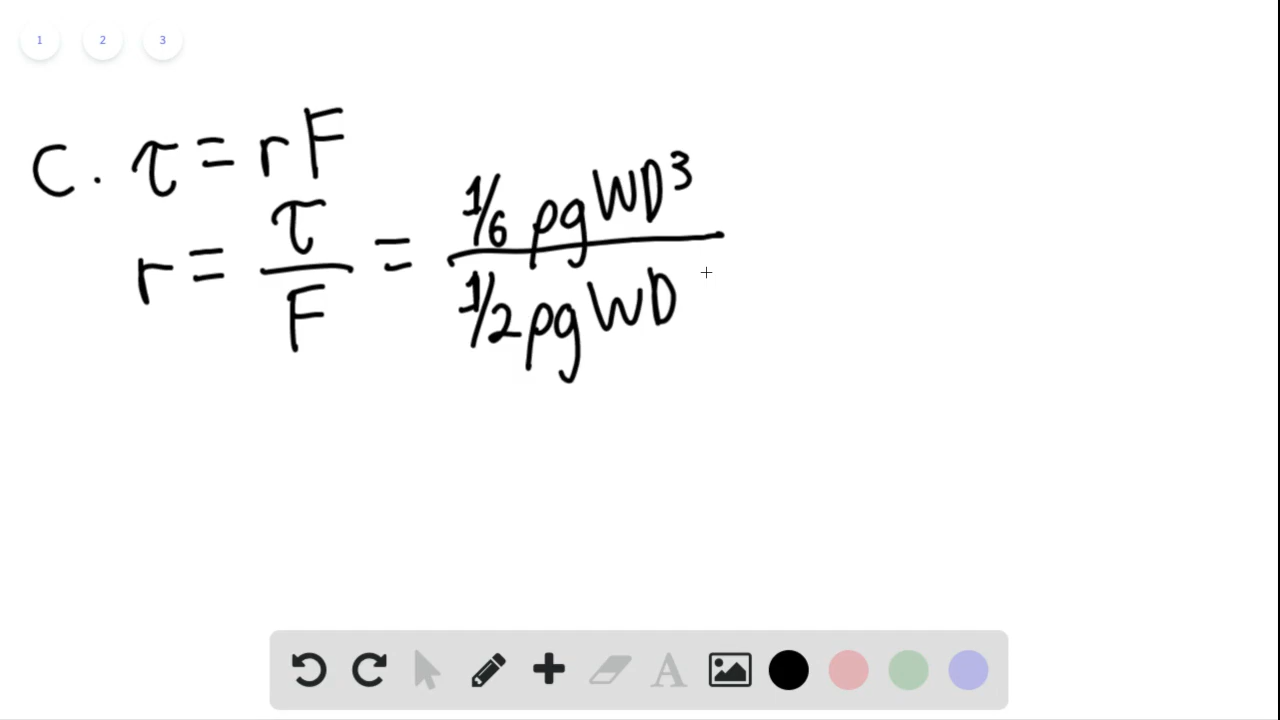 1 2 3
c. τ = rF
r = τ/F = (1/6 ρgWD³)/(1/2 ρgWD)
A